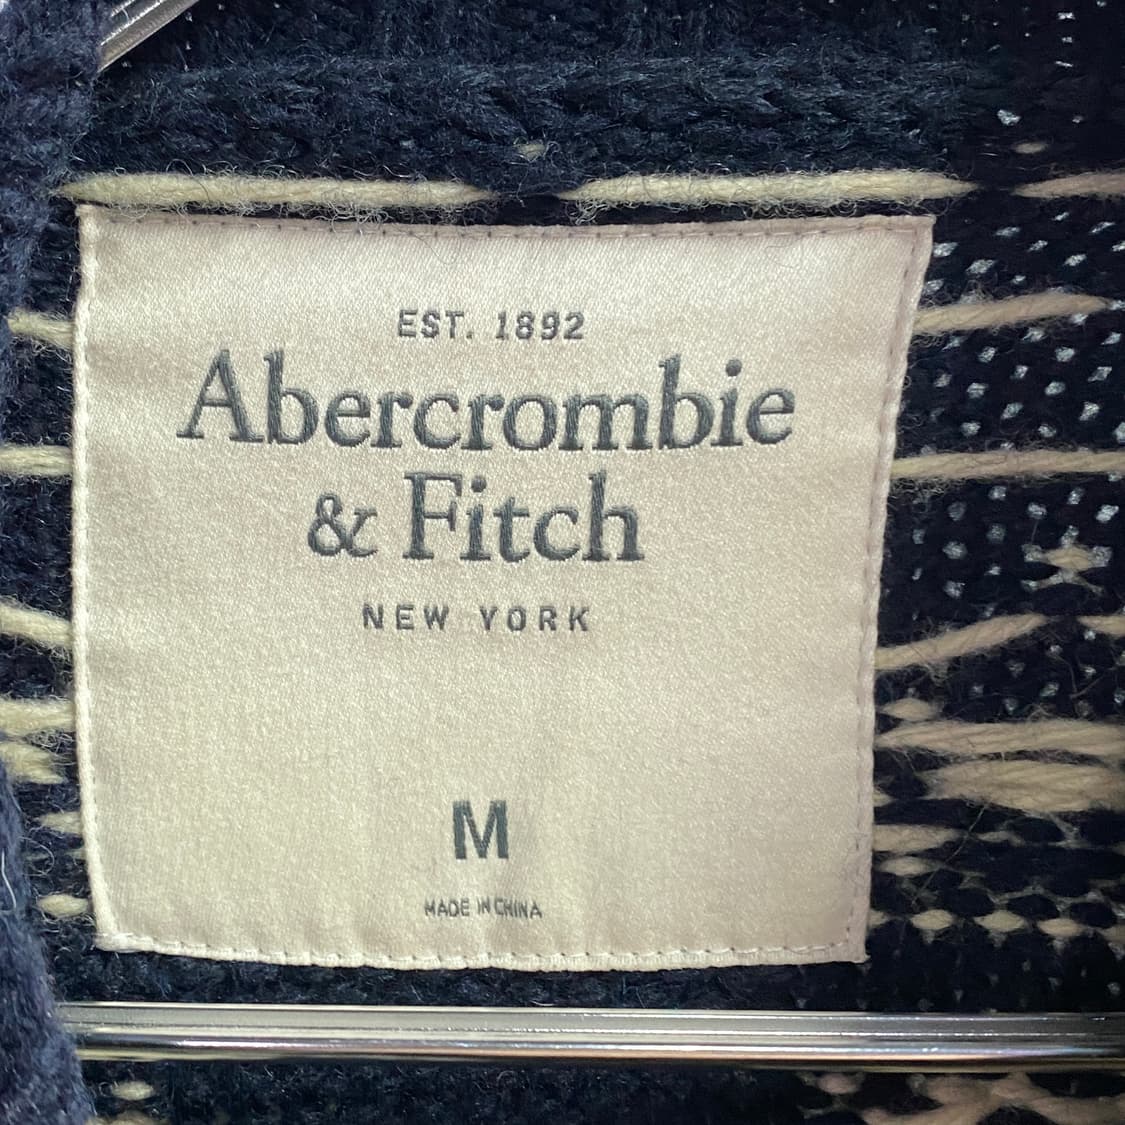 EST. 1892
Abercrombie
& Fitch
NEW YORK
M
MADE IN CHINA